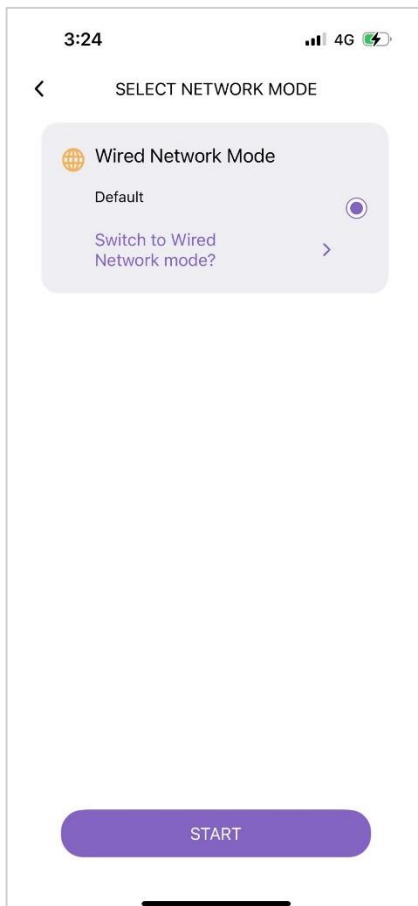 3:24 4G
SELECT NETWORK MODE
Wired Network Mode
Default
Switch to Wired
Network mode?
START